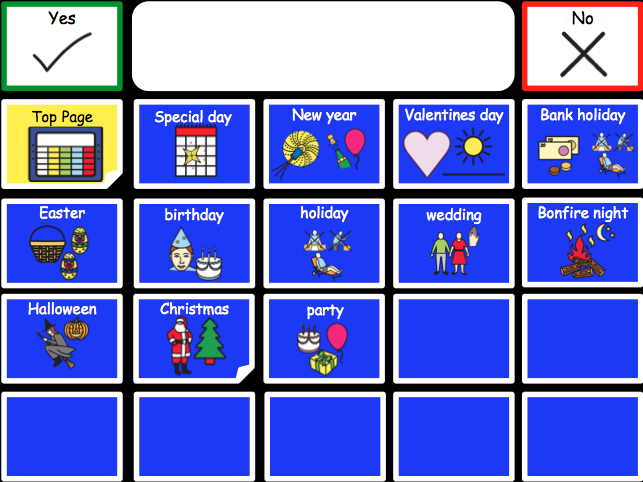 Yes
No
Top Page
Special day
New year
Valentines day
Bank holiday
Easter
birthday
holiday
wedding
Bonfire night
Halloween
Christmas
party